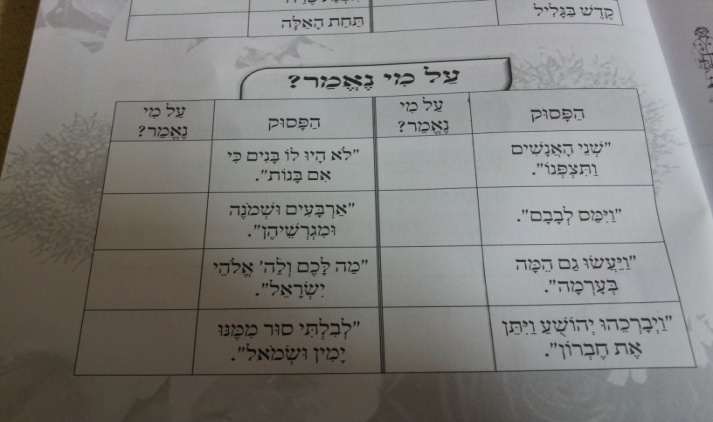 קֶדֶשׁ בַּגָּלִיל
תַּחַת הָאֵלָּה
עַל מִי נֶאֱמַר?
הַפָּסוּק
עַל מִי
נֶאֱמַר?
הַפָּסוּק
עַל מִי
נֶאֱמַר?
"שְׁנֵי הָאֲנָשִׁים
וַתִּצְפְּנוֹ".
"לֹא הָיוּ לוֹ בָּנִים כִּי
אִם בָּנוֹת".
"וַיִּמַּס לְבָבָם".
"אַרְבָּעִים וּשְׁמֹנֶה
וּמִגְרְשֵׁיהֶן".
"וַיַּעֲשׂוּ גַם הֵמָּה
בְּעָרְמָה".
"מַה לָּכֶם וְלַה' אֱלֹהֵי
יִשְׂרָאֵל".
"וַיְבָרְכֵהוּ יְהוֹשֻׁעַ וַיִּתֵּן
אֶת חֶבְרוֹן".
"לְבִלְתִּי סוּר מִמֶּנּוּ
יָמִין וּשְׂמֹאל".